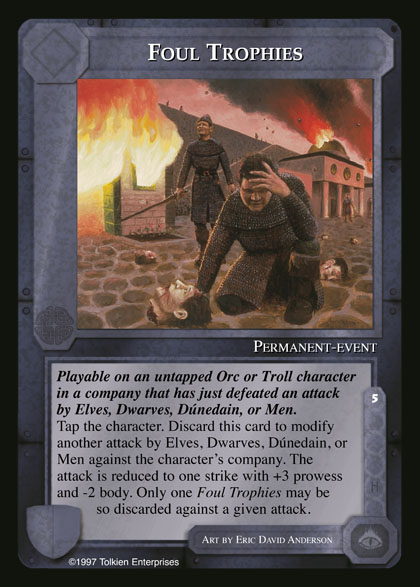 Foul Trophies
Permanent-event
Playable on an untapped Orc or Troll character
in a company that has just defeated an attack
by Elves, Dwarves, Dúnedain, or Men.
Tap the character. Discard this card to modify
another attack by Elves, Dwarves, Dúnedain, or
Men against the character's company. The
attack is reduced to one strike with +3 prowess
and -2 body. Only one Foul Trophies may be
so discarded against a given attack.
5
H
Art by Eric David Anderson
©1997 Tolkien Enterprises